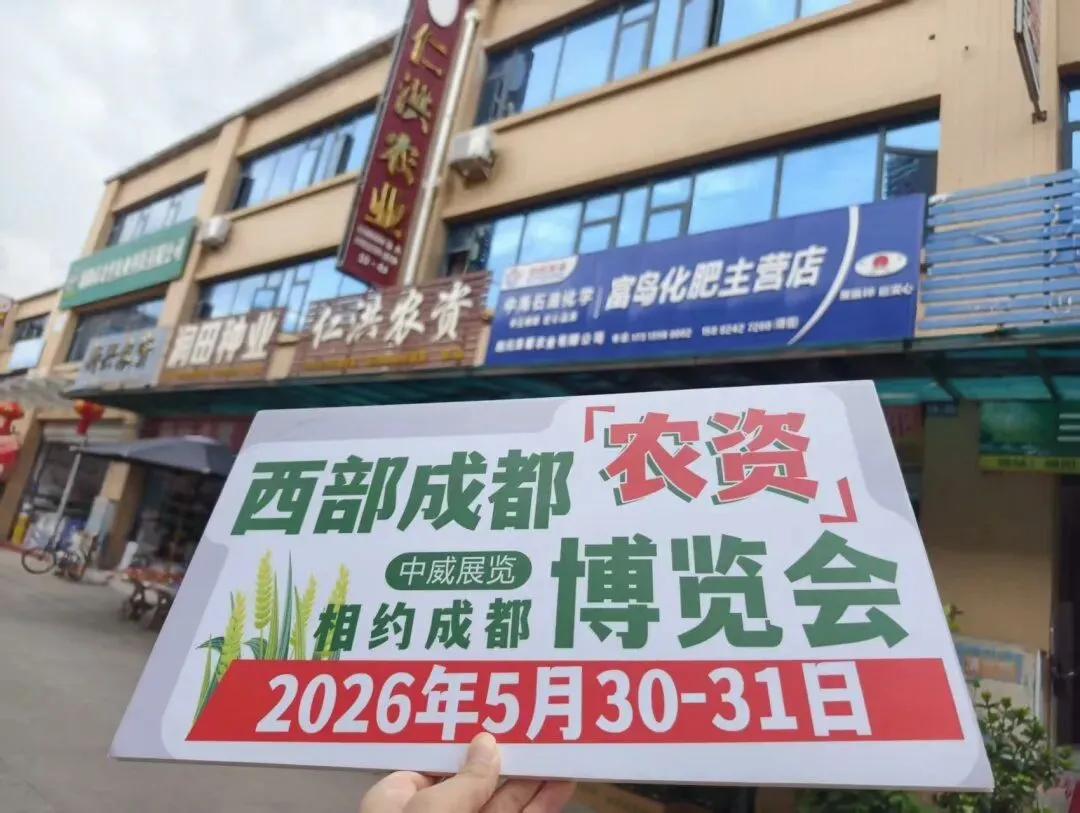 仁洪农业
润田种业
仁洪农资
中海石油化学
富岛化肥主营店
西部成都「农资」
中威展览
相约成都
博览会
2026年5月30-31日